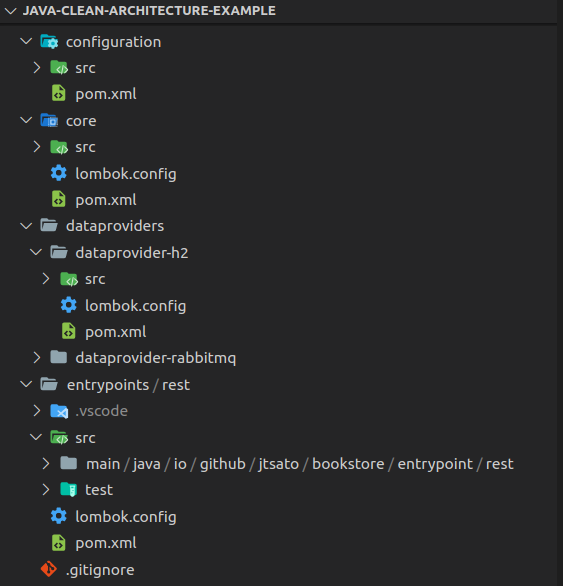 JAVA-CLEAN-ARCHITECTURE-EXAMPLE
configuration
src
pom.xml
core
src
lombok.config
pom.xml
dataproviders
dataprovider-h2
src
lombok.config
pom.xml
dataprovider-rabbitmq
entrypoints / rest
.vscode
src
main / java / io / github / jtsato / bookstore / entrypoint / rest
test
lombok.config
pom.xml
.gitignore